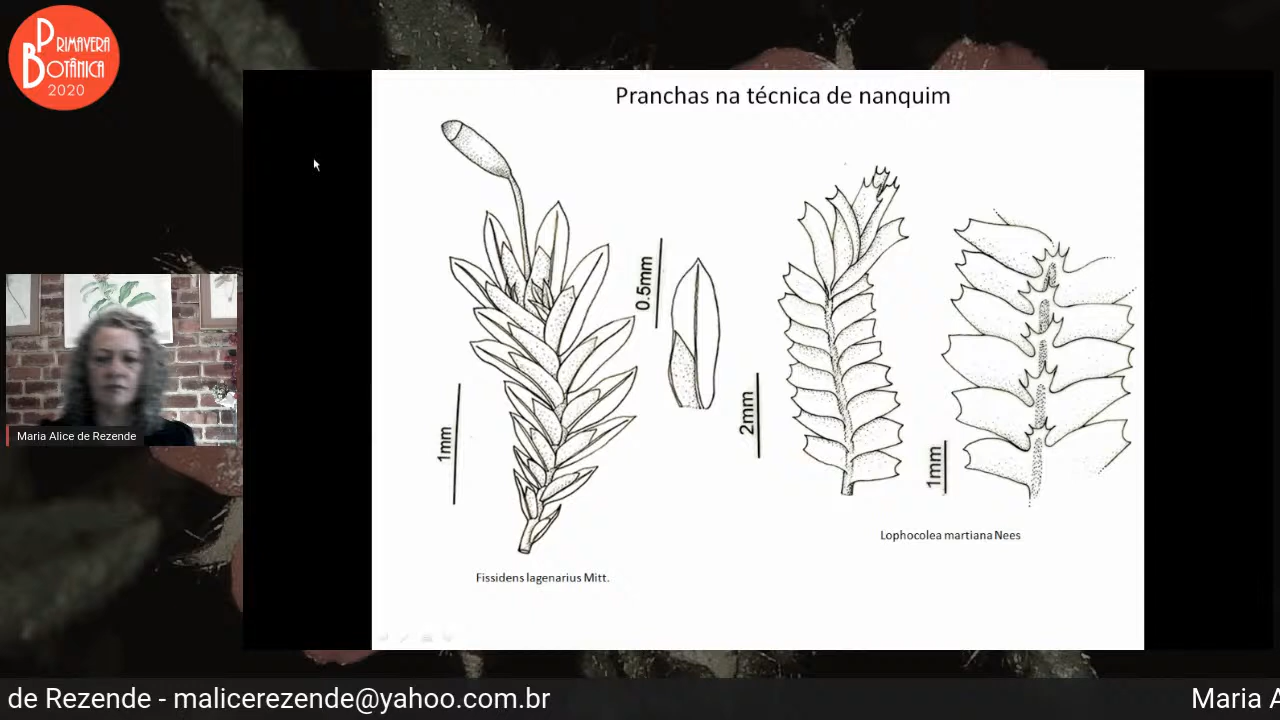 PRIMAVERA
BOTÂNICA
2020
Pranchas na técnica de nanquim
0.5mm
1mm
2mm
1mm
Lophocolea martiana Nees
Fissidens lagenarius Mitt.
Maria Alice de Rezende
de Rezende - malicerezende@yahoo.com.br
Maria A